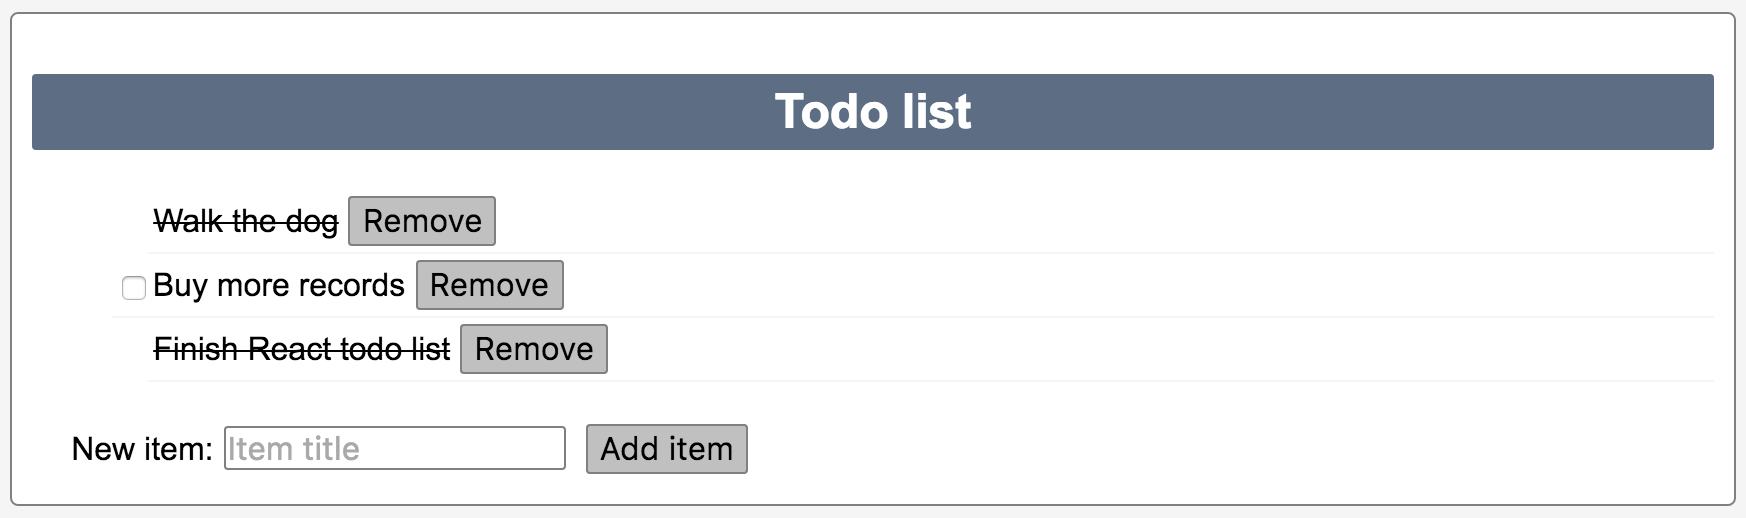 Todo list
Walk the dog Remove
Buy more records Remove
Finish React todo list Remove
New item: Item title Add item